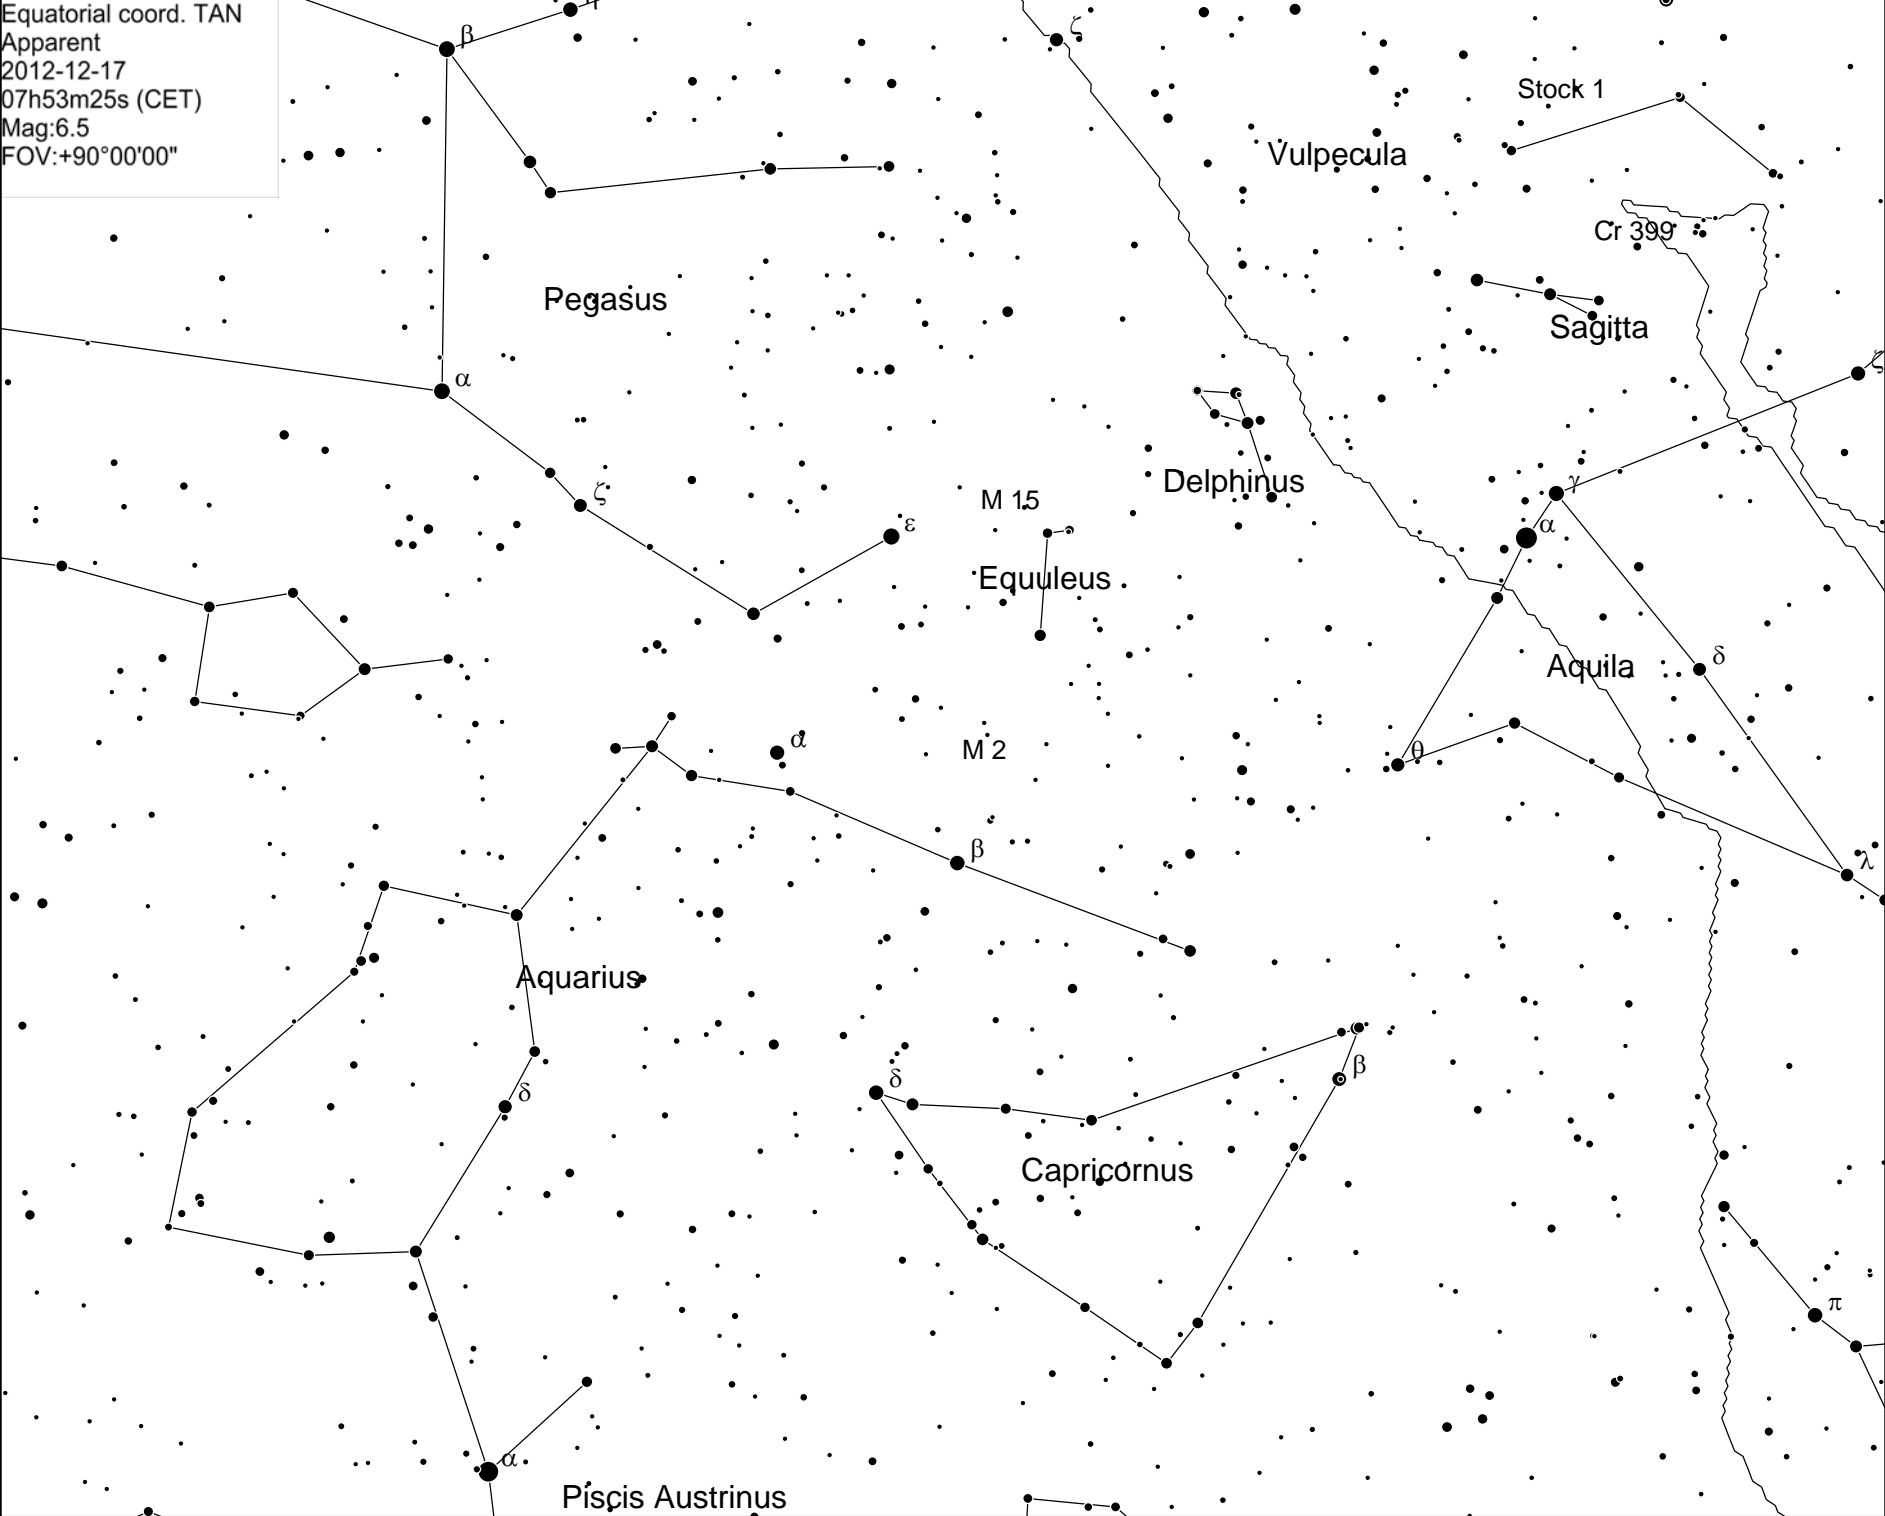 Equatorial coord. TAN
Apparent
2012-12-17
07h53m25s (CET)
Mag:6.5
FOV:+90°00'00"
β
η
ζ
Stock 1
Vulpecula
Cr 399
Pegasus
Sagitta
ζ
α
Delphinus
γ
ζ
M 15
ε
α
Equuleus
Aquila
δ
α
M 2
θ
β
λ
Aquarius
β
δ
δ
Capricornus
π
α
Piscis Austrinus